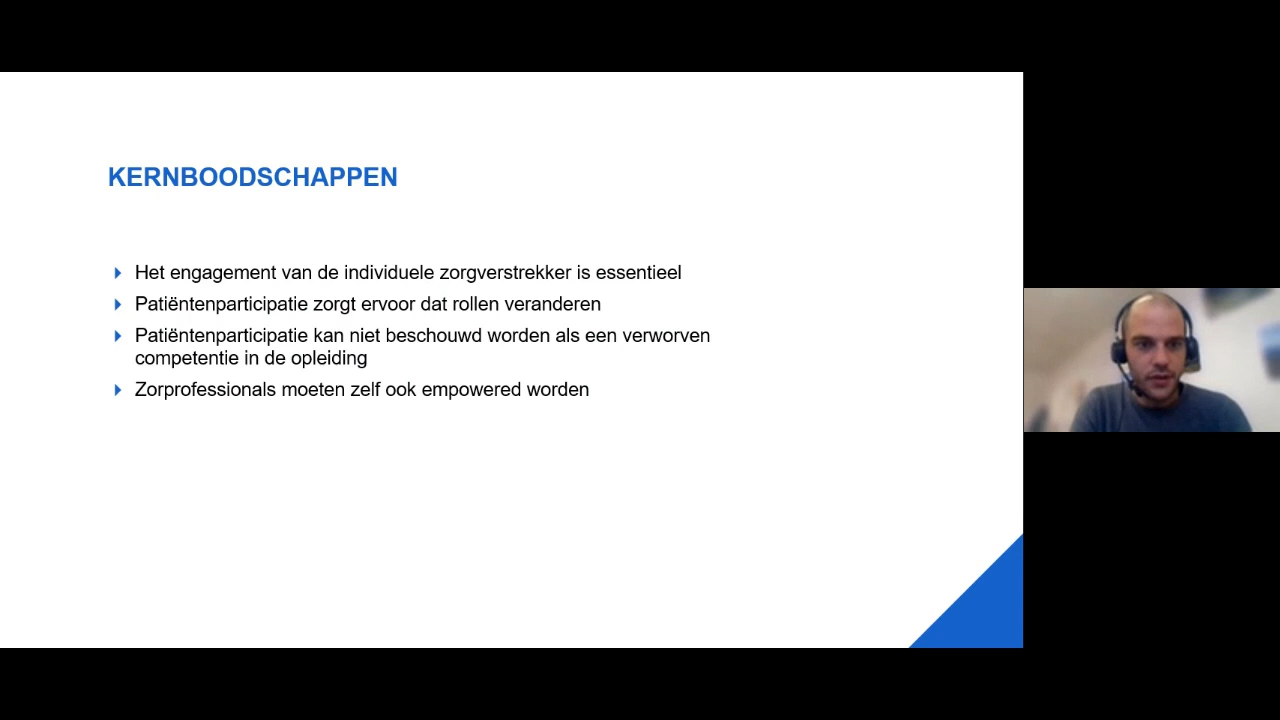 KERNBOODSCHAPPEN
Het engagement van de individuele zorgverstrekker is essentieel
Patiëntenparticipatie zorgt ervoor dat rollen veranderen
Patiëntenparticipatie kan niet beschouwd worden als een verworven
competentie in de opleiding
Zorprofessionals moeten zelf ook empowered worden